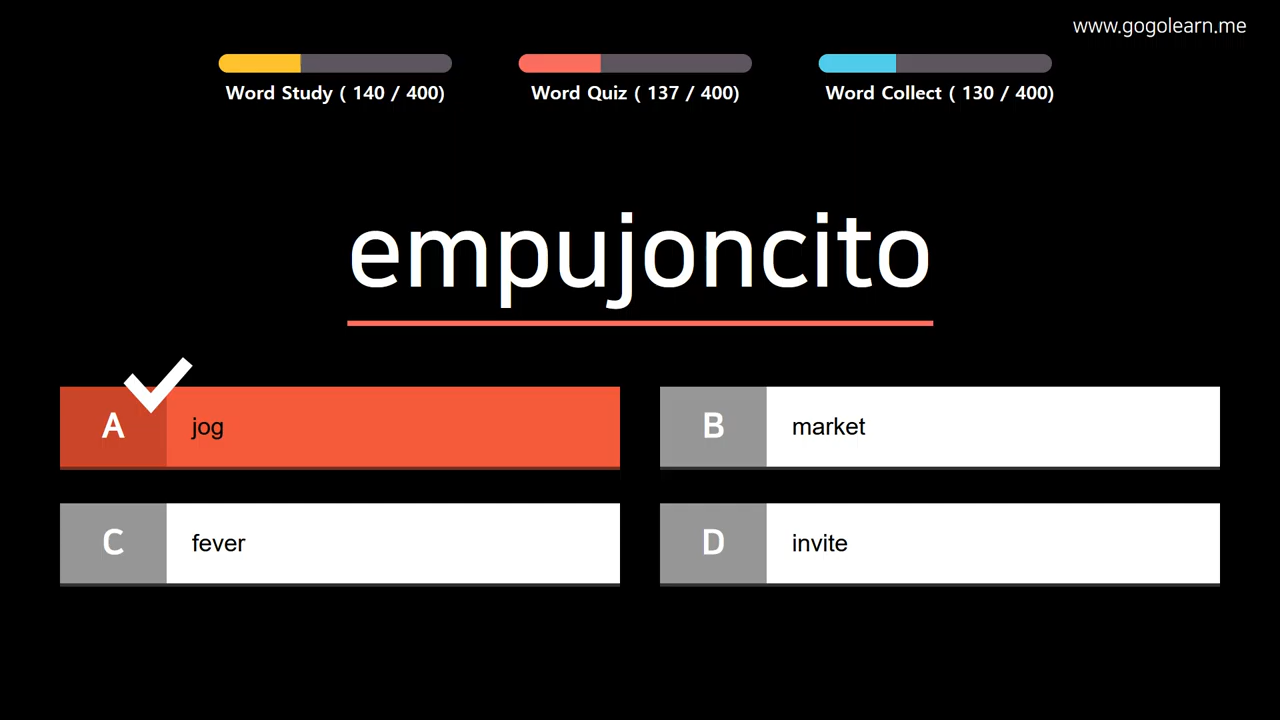 www.gogolearn.me
Word Study ( 140 / 400)
Word Quiz ( 137 / 400)
Word Collect ( 130 / 400)
empujoncito
A jog
B market
C fever
D invite